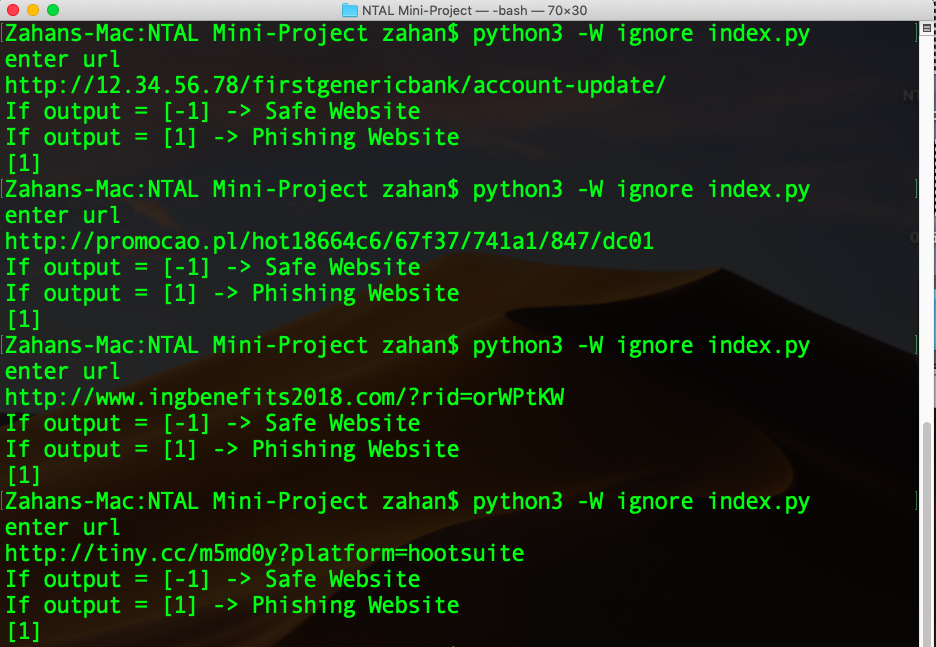 NTAL Mini-Project — -bash — 70×30
[Zahans-Mac:NTAL Mini-Project zahan$ python3 -W ignore index.py ]
enter url
http://12.34.56.78/firstgenericbank/account-update/
If output = [-1] -> Safe Website
If output = [1] -> Phishing Website
[1]
[Zahans-Mac:NTAL Mini-Project zahan$ python3 -W ignore index.py ]
enter url
http://promocao.pl/hot18664c6/67f37/741a1/847/dc01
If output = [-1] -> Safe Website
If output = [1] -> Phishing Website
[1]
[Zahans-Mac:NTAL Mini-Project zahan$ python3 -W ignore index.py ]
enter url
http://www.ingbenefits2018.com/?rid=orWPtKW
If output = [-1] -> Safe Website
If output = [1] -> Phishing Website
[1]
[Zahans-Mac:NTAL Mini-Project zahan$ python3 -W ignore index.py ]
enter url
http://tiny.cc/m5md0y?platform=hootsuite
If output = [-1] -> Safe Website
If output = [1] -> Phishing Website
[1]